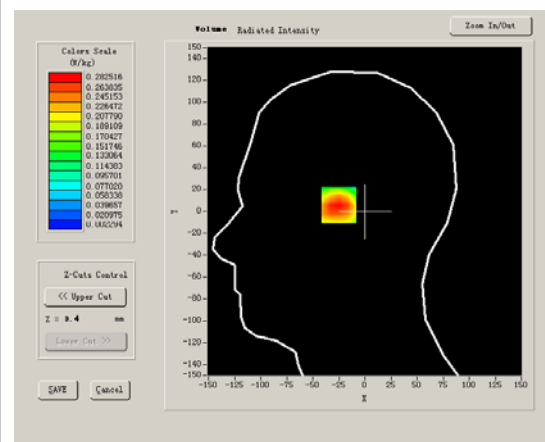 Volume Radiated Intensity
Zoom In/Out
Colors Scale
(W/kg)
0.282516
0.263835
0.245153
0.226472
0.207790
0.189109
0.170427
0.151746
0.133064
0.114383
0.095701
0.077020
0.058338
0.039657
0.020975
0.002294
Z-Cuts Control
<< Upper Cut
Z = 0.4 mm
Lower Cut >>
SAVE
Cancel
150
140
120
100
80
60
40
20
0
-20
-40
-60
-80
-100
-120
-140
-150
Y
-150 -125 -100 -75 -50 -25 0 25 50 75 100 125 150
X